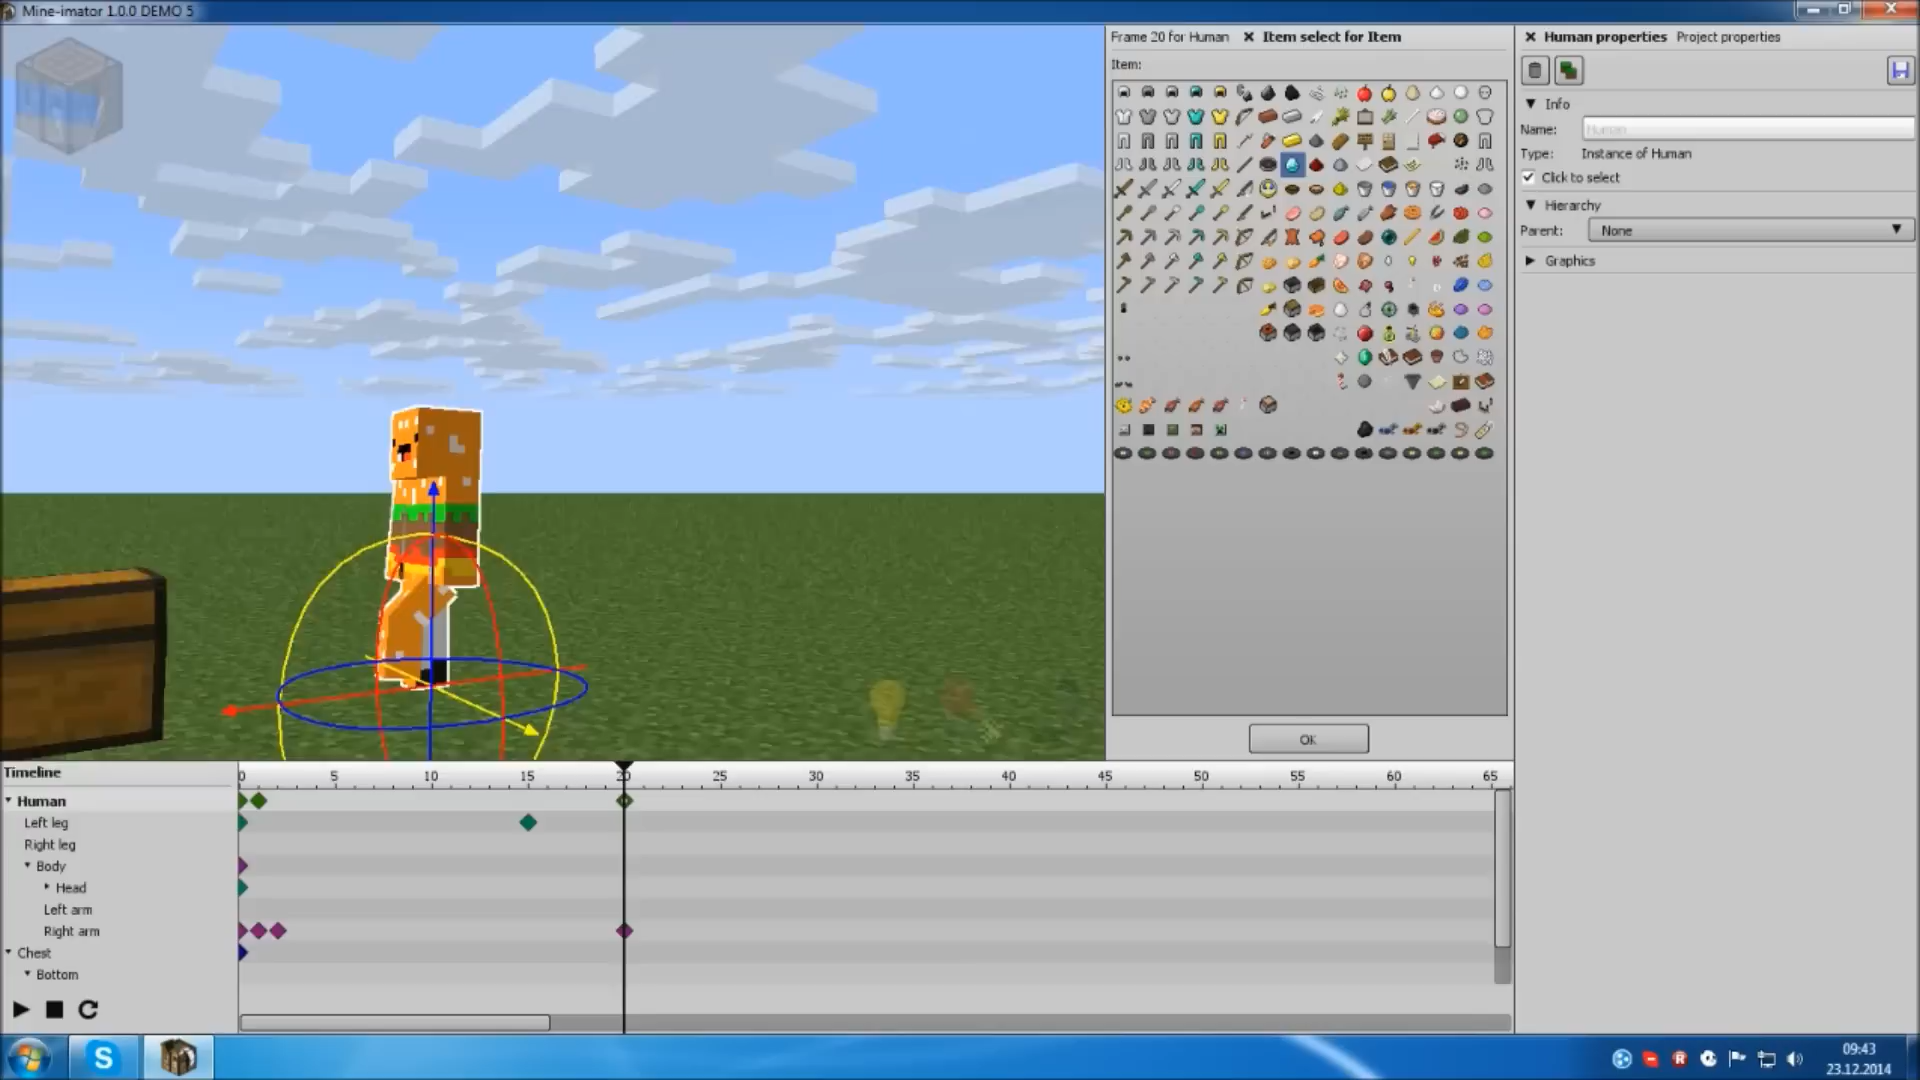 Mine-imator 1.0.0 DEMO 5
Frame 20 for Human
Item select for Item
Human properties
Project properties
Item:
Info
Name:
Human
Type:
Instance of Human
Click to select
Hierarchy
Parent:
None
Graphics
OK
Timeline
0 5 10 15 20 25 30 35 40 45 50 55 60 65
Human
Left leg
Right leg
Body
Head
Left arm
Right arm
Chest
Bottom
09:43
23.12.2014